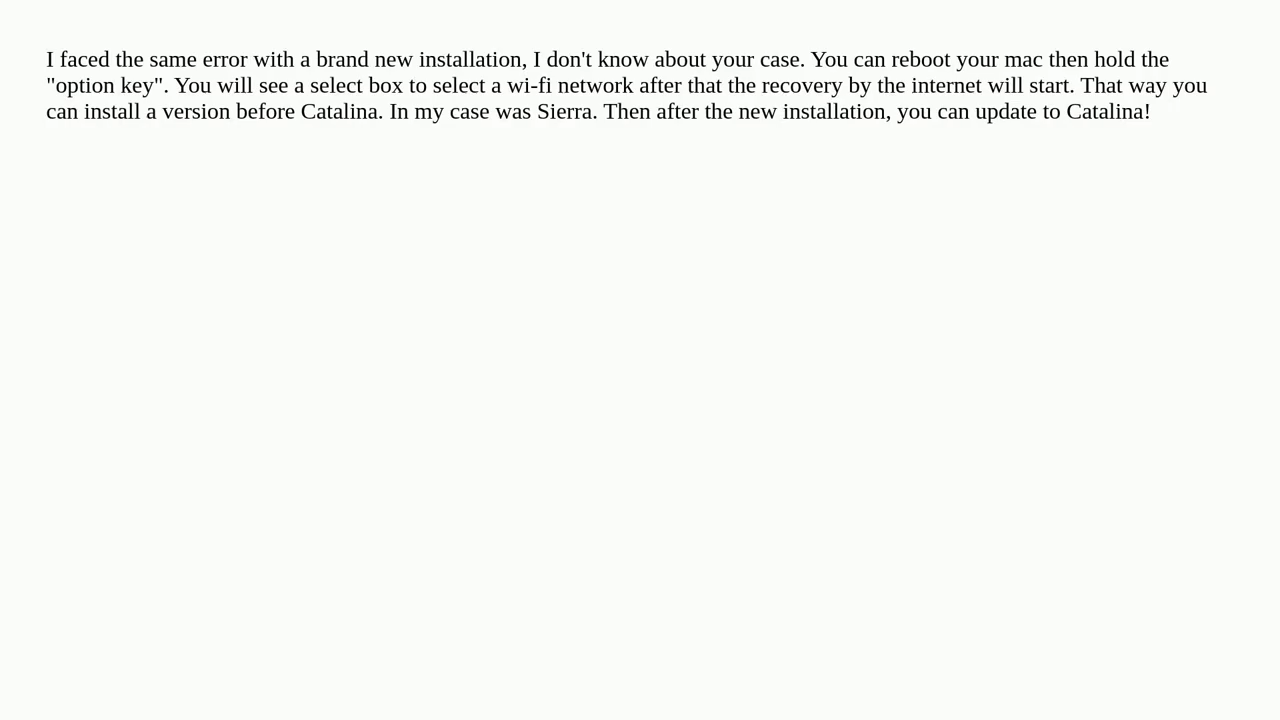 I faced the same error with a brand new installation, I don't know about your case. You can reboot your mac then hold the
"option key". You will see a select box to select a wi-fi network after that the recovery by the internet will start. That way you
can install a version before Catalina. In my case was Sierra. Then after the new installation, you can update to Catalina!